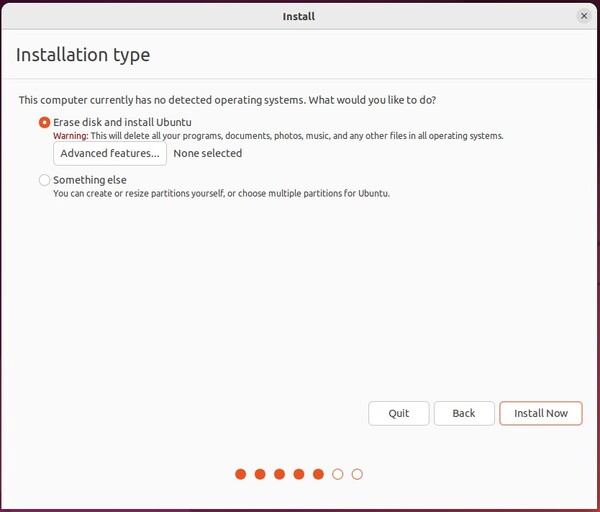 Install
Installation type
This computer currently has no detected operating systems. What would you like to do?
Erase disk and install Ubuntu
Warning: This will delete all your programs, documents, photos, music, and any other files in all operating systems.
Advanced features... None selected
Something else
You can create or resize partitions yourself, or choose multiple partitions for Ubuntu.
Quit Back Install Now